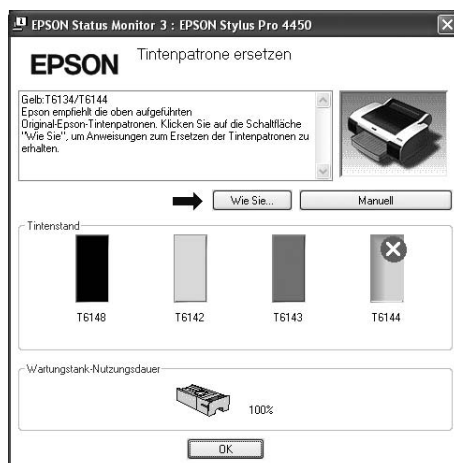 EPSON Status Monitor 3 : EPSON Stylus Pro 4450
EPSON
Tintenpatrone ersetzen
Gelb:T6134/T6144
Epson empfiehlt die oben aufgeführten
Original-Epson-Tintenpatronen. Klicken Sie auf die Schaltfläche
"Wie Sie", um Anweisungen zum Ersetzen der Tintenpatronen zu
erhalten.
Wie Sie...
Manuell
Tintenstand
T6148
T6142
T6143
T6144
Wartungstank-Nutzungsdauer
100%
OK